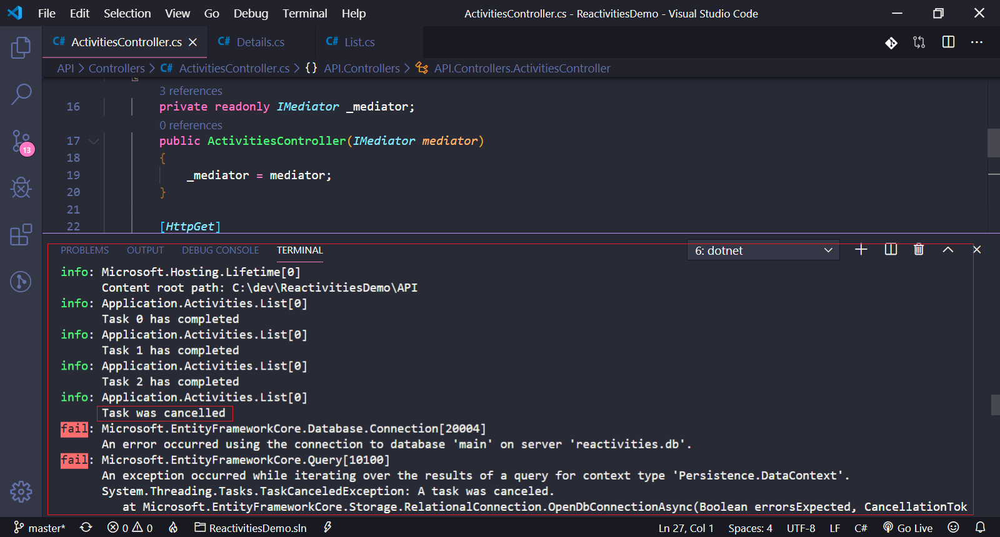 File Edit Selection View Go Debug Terminal Help ActivitiesController.cs - ReactivitiesDemo - Visual Studio Code
C# ActivitiesController.cs C# Details.cs C# List.cs
API > Controllers > C# ActivitiesController.cs > {} API.Controllers > API.Controllers.ActivitiesController
3 references
16 private readonly IMediator _mediator;
0 references
17 public ActivitiesController(IMediator mediator)
18 {
19 _mediator = mediator;
20 }
21
22 [HttpGet]
13
PROBLEMS OUTPUT DEBUG CONSOLE TERMINAL 6: dotnet
info: Microsoft.Hosting.Lifetime[0]
Content root path: C:\dev\ReactivitiesDemo\API
info: Application.Activities.List[0]
Task 0 has completed
info: Application.Activities.List[0]
Task 1 has completed
info: Application.Activities.List[0]
Task 2 has completed
info: Application.Activities.List[0]
Task was cancelled
fail: Microsoft.EntityFrameworkCore.Database.Connection[20004]
An error occurred using the connection to database 'main' on server 'reactivities.db'.
fail: Microsoft.EntityFrameworkCore.Query[10100]
An exception occurred while iterating over the results of a query for context type 'Persistence.DataContext'.
System.Threading.Tasks.TaskCanceledException: A task was canceled.
at Microsoft.EntityFrameworkCore.Storage.RelationalConnection.OpenDbConnectionAsync(Boolean errorsExpected, CancellationTok
master* 0 0 ReactivitiesDemo.sln Ln 27, Col 1 Spaces: 4 UTF-8 LF C# Go Live